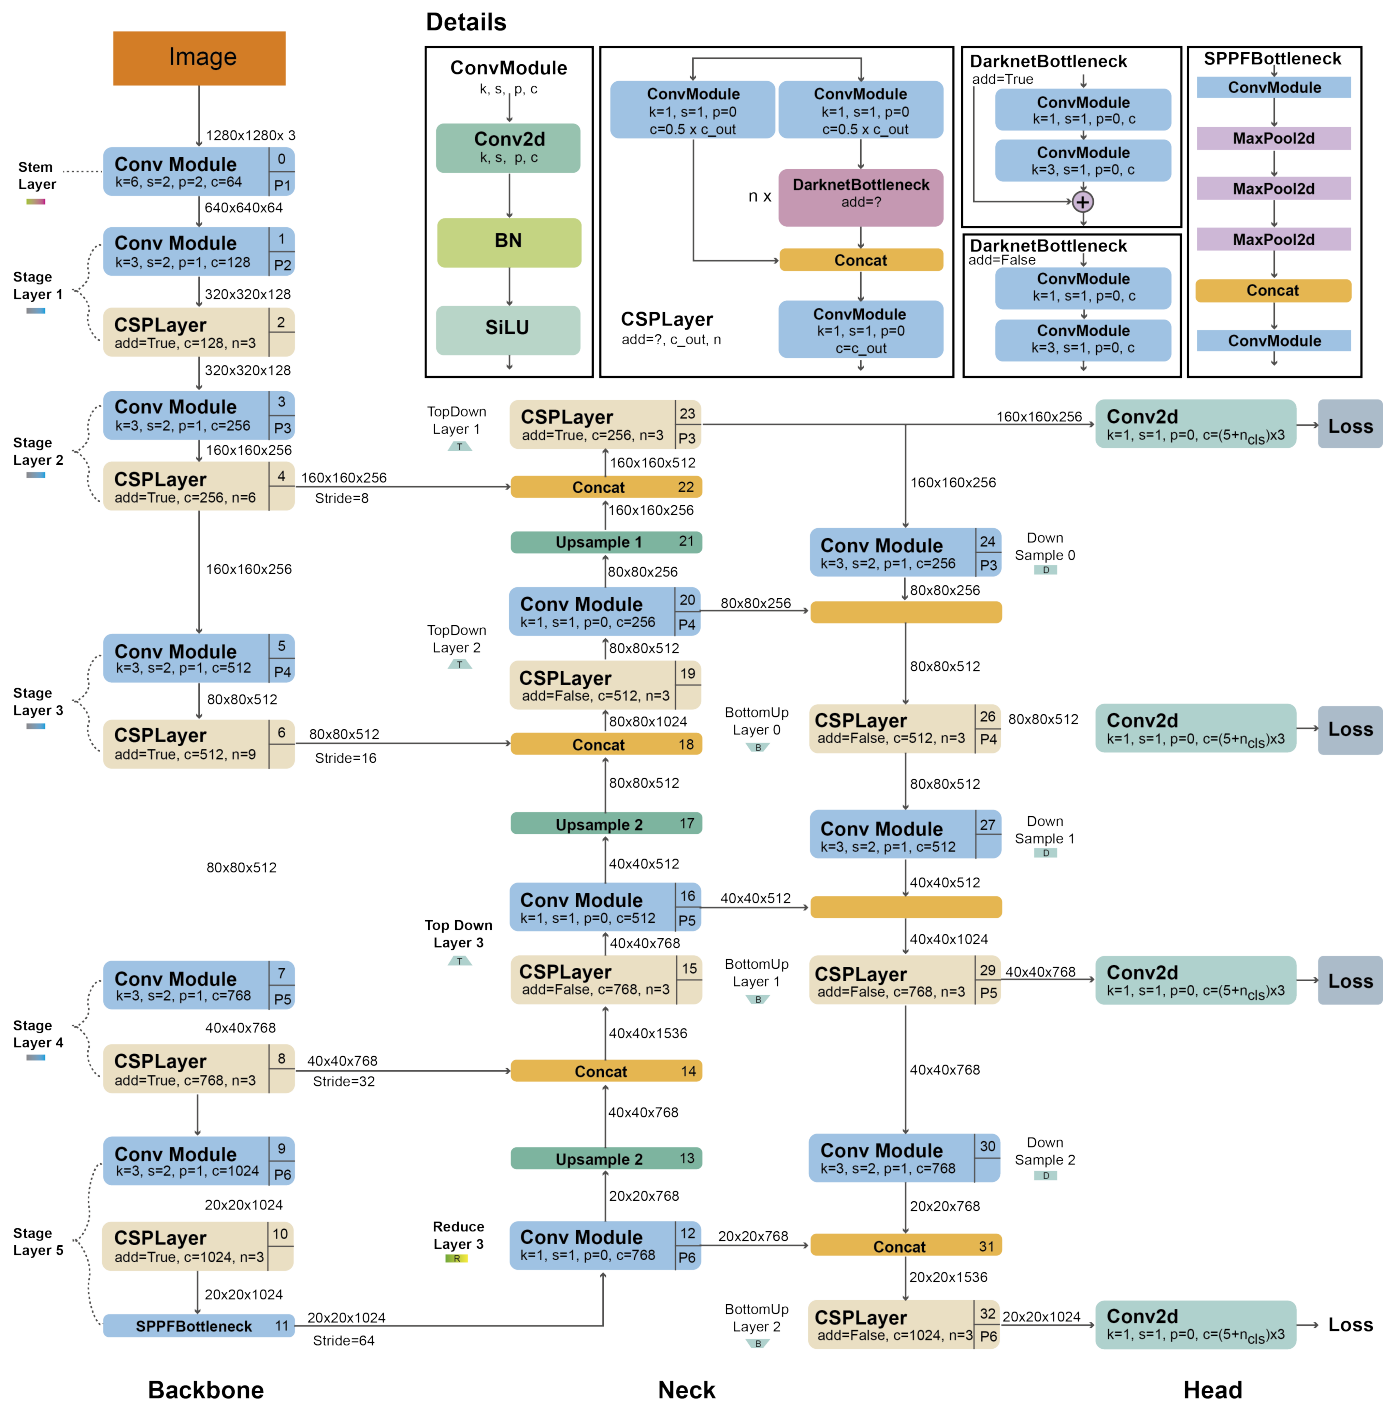 Details
Image
1280x1280x 3
Stem
Layer
Conv Module
k=6, s=2, p=2, c=64
0
P1
640x640x64
Stage
Layer 1
Conv Module
k=3, s=2, p=1, c=128
1
P2
320x320x128
CSPLayer
add=True, c=128, n=3
2
320x320x128
Stage
Layer 2
Conv Module
k=3, s=2, p=1, c=256
3
P3
160x160x256
CSPLayer
add=True, c=256, n=6
4
160x160x256
Stride=8
160x160x256
Stage
Layer 3
Conv Module
k=3, s=2, p=1, c=512
5
P4
80x80x512
CSPLayer
add=True, c=512, n=9
6
80x80x512
Stride=16
80x80x512
Stage
Layer 4
Conv Module
k=3, s=2, p=1, c=768
7
P5
40x40x768
CSPLayer
add=True, c=768, n=3
8
40x40x768
Stride=32
Stage
Layer 5
Conv Module
k=3, s=2, p=1, c=1024
9
P6
20x20x1024
CSPLayer
add=True, c=1024, n=3
10
20x20x1024
SPPFBottleneck
11
20x20x1024
Stride=64
Backbone
ConvModule
k, s, p, c
Conv2d
k, s, p, c
BN
SiLU
ConvModule
k=1, s=1, p=0
c=0.5 x c_out
ConvModule
k=1, s=1, p=0
c=0.5 x c_out
n x
DarknetBottleneck
add=?
Concat
CSPLayer
add=?, c_out, n
ConvModule
k=1, s=1, p=0
c=c_out
DarknetBottleneck
add=True
ConvModule
k=1, s=1, p=0, c
ConvModule
k=3, s=1, p=0, c
+
DarknetBottleneck
add=False
ConvModule
k=1, s=1, p=0, c
ConvModule
k=3, s=1, p=0, c
SPPFBottleneck
ConvModule
MaxPool2d
MaxPool2d
MaxPool2d
Concat
ConvModule
TopDown
Layer 1
T
CSPLayer
add=True, c=256, n=3
23
P3
160x160x512
Concat
22
160x160x256
Upsample 1
21
80x80x256
TopDown
Layer 2
T
Conv Module
k=1, s=1, p=0, c=256
20
P4
80x80x256
80x80x512
CSPLayer
add=False, c=512, n=3
19
80x80x1024
Concat
18
80x80x512
Upsample 2
17
40x40x512
Top Down
Layer 3
T
Conv Module
k=1, s=1, p=0, c=512
16
P5
40x40x512
40x40x768
CSPLayer
add=False, c=768, n=3
15
40x40x1536
Concat
14
40x40x768
Upsample 2
13
20x20x768
Reduce
Layer 3
R
Conv Module
k=1, s=1, p=0, c=768
12
P6
20x20x768
Neck
160x160x256
160x160x256
Conv Module
k=3, s=2, p=1, c=256
24
P3
Down
Sample 0
D
80x80x256
80x80x512
BottomUp
Layer 0
B
CSPLayer
add=False, c=512, n=3
26
P4
80x80x512
80x80x512
Conv Module
k=3, s=2, p=1, c=512
27
Down
Sample 1
D
40x40x512
40x40x1024
BottomUp
Layer 1
B
CSPLayer
add=False, c=768, n=3
29
P5
40x40x768
40x40x768
Conv Module
k=3, s=2, p=1, c=768
30
Down
Sample 2
D
20x20x768
Concat
31
20x20x1536
BottomUp
Layer 2
B
CSPLayer
add=False, c=1024, n=3
32
P6
20x20x1024
Conv2d
k=1, s=1, p=0, c=(5+ncls)x3
Loss
Conv2d
k=1, s=1, p=0, c=(5+ncls)x3
Loss
Conv2d
k=1, s=1, p=0, c=(5+ncls)x3
Loss
Conv2d
k=1, s=1, p=0, c=(5+ncls)x3
Loss
Head